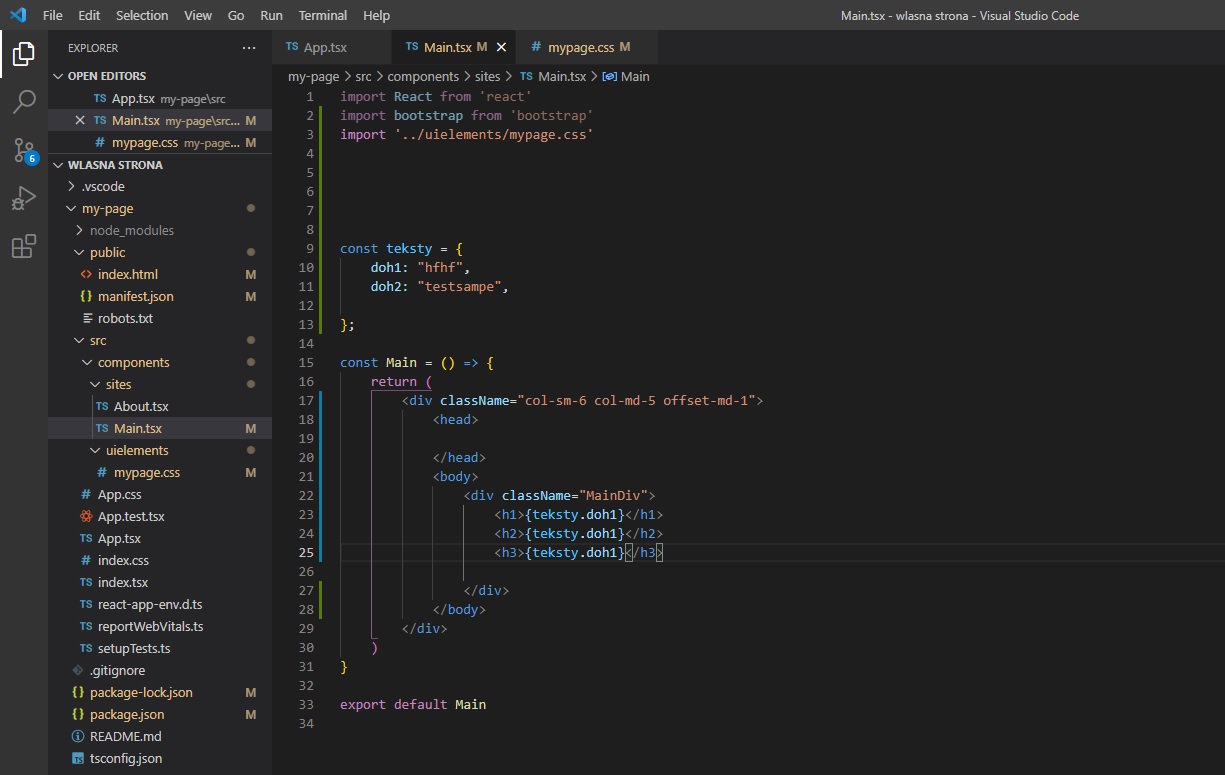 File Edit Selection View Go Run Terminal Help Main.tsx - wlasna strona - Visual Studio Code
EXPLORER ...
OPEN EDITORS
TS App.tsx my-page\src
TS Main.tsx my-page\src... M
# mypage.css my-page... M
WLASNA STRONA
.vscode
my-page
node_modules
public
index.html M
{} manifest.json M
robots.txt
src
components
sites
TS About.tsx
TS Main.tsx M
uielements
# mypage.css M
# App.css
App.test.tsx
TS App.tsx
# index.css
TS index.tsx
TS react-app-env.d.ts
TS reportWebVitals.ts
TS setupTests.ts
.gitignore
{} package-lock.json M
{} package.json M
README.md
TS tsconfig.json
6
TS App.tsx TS Main.tsx M # mypage.css M
my-page > src > components > sites > TS Main.tsx > Main
1 import React from 'react'
2 import bootstrap from 'bootstrap'
3 import '../uielements/mypage.css'
4
5
6
7
8
9 const teksty = {
10 doh1: "hfhf",
11 doh2: "testsampe",
12
13 };
14
15 const Main = () => {
16 return (
17 <div className="col-sm-6 col-md-5 offset-md-1">
18 <head>
19
20 </head>
21 <body>
22 <div className="MainDiv">
23 <h1>{teksty.doh1}</h1>
24 <h2>{teksty.doh1}</h2>
25 <h3>{teksty.doh1}</h3>
26
27 </div>
28 </body>
29 </div>
30 )
31 }
32
33 export default Main
34